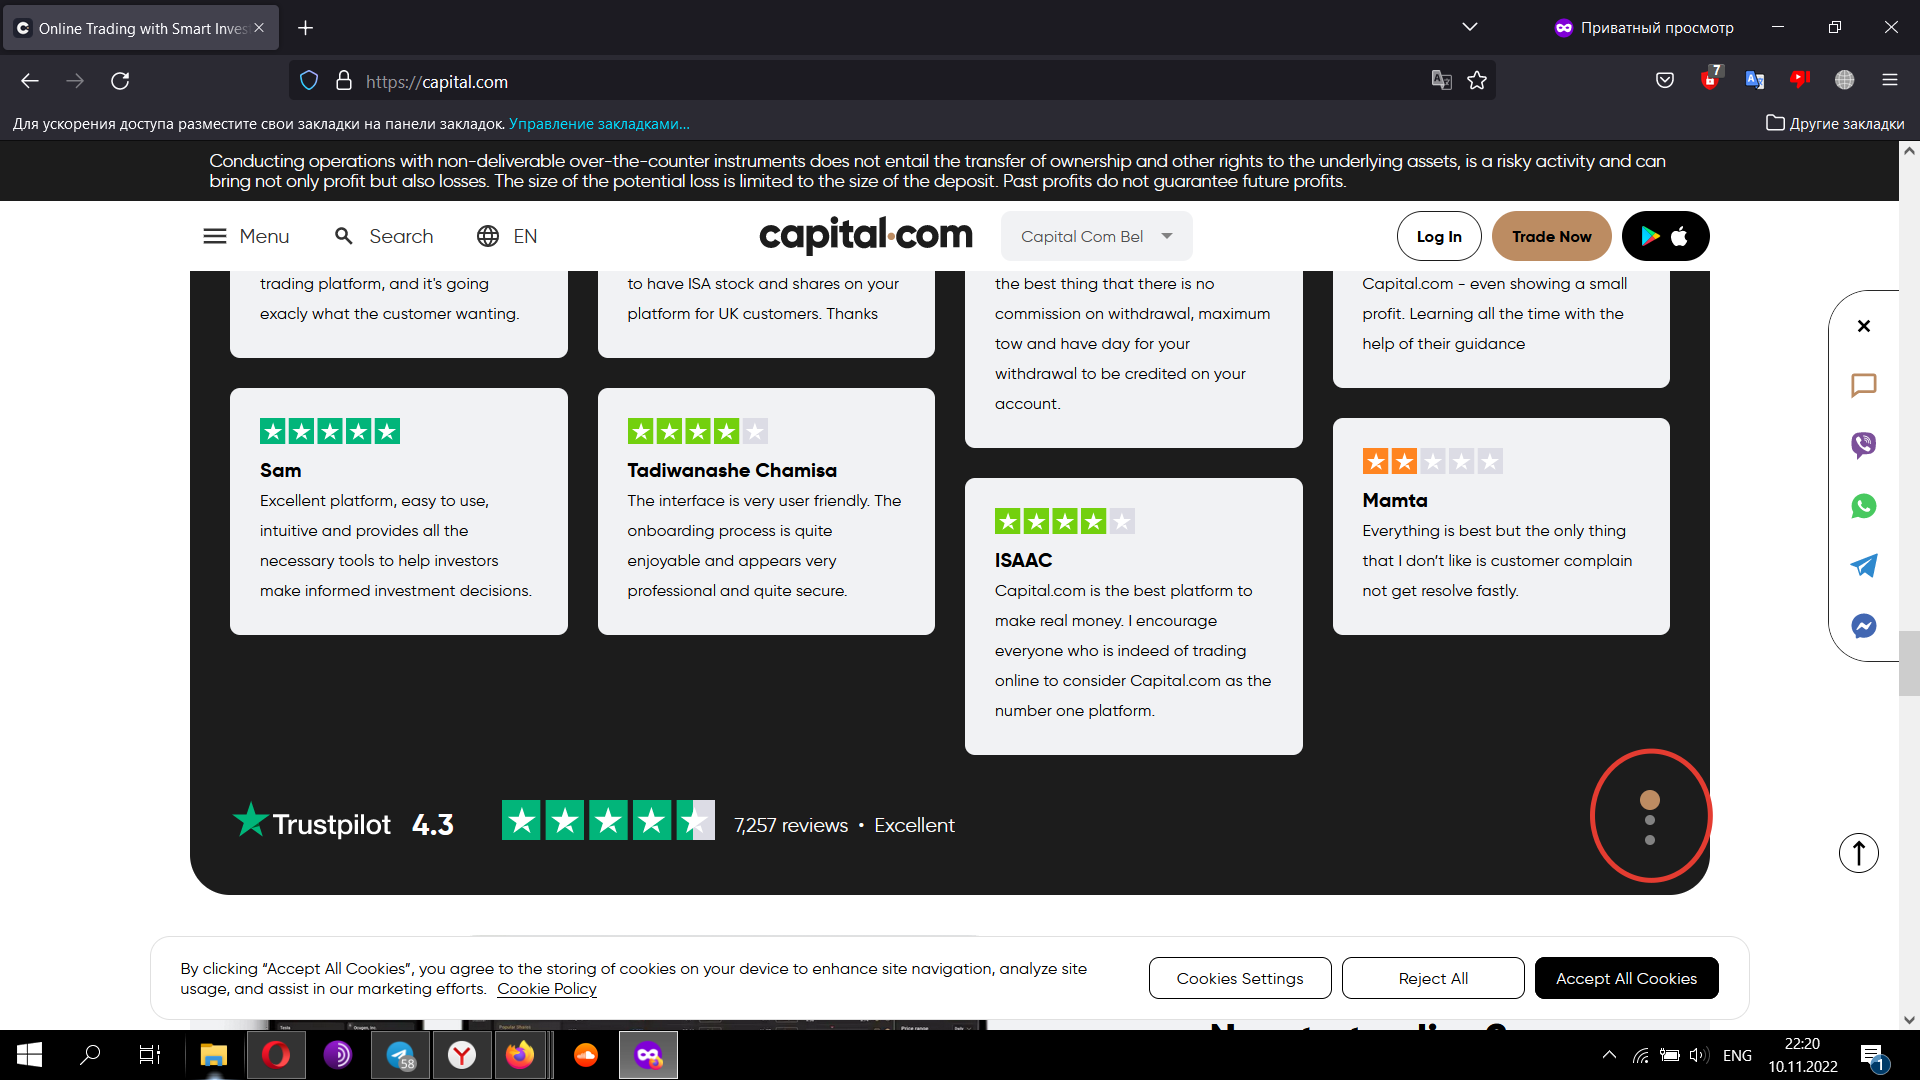 Online Trading with Smart Inves
Приватный просмотр
https://capital.com
7
Для ускорения доступа разместите свои закладки на панели закладок. Управление закладками...
Другие закладки
Conducting operations with non-deliverable over-the-counter instruments does not entail the transfer of ownership and other rights to the underlying assets, is a risky activity and can
bring not only profit but also losses. The size of the potential loss is limited to the size of the deposit. Past profits do not guarantee future profits.
Menu
Search
EN
capital.com
Capital Com Bel
Log In
Trade Now
trading platform, and it's going
exacly what the customer wanting.
to have ISA stock and shares on your
platform for UK customers. Thanks
the best thing that there is no
commission on withdrawal, maximum
tow and have day for your
withdrawal to be credited on your
account.
Capital.com - even showing a small
profit. Learning all the time with the
help of their guidance
Sam
Excellent platform, easy to use,
intuitive and provides all the
necessary tools to help investors
make informed investment decisions.
Tadiwanashe Chamisa
The interface is very user friendly. The
onboarding process is quite
enjoyable and appears very
professional and quite secure.
ISAAC
Capital.com is the best platform to
make real money. I encourage
everyone who is indeed of trading
online to consider Capital.com as the
number one platform.
Mamta
Everything is best but the only thing
that I don't like is customer complain
not get resolve fastly.
Trustpilot 4.3
7,257 reviews • Excellent
By clicking “Accept All Cookies”, you agree to the storing of cookies on your device to enhance site navigation, analyze site
usage, and assist in our marketing efforts. Cookie Policy
Cookies Settings
Reject All
Accept All Cookies
58
ENG
22:20
10.11.2022
1